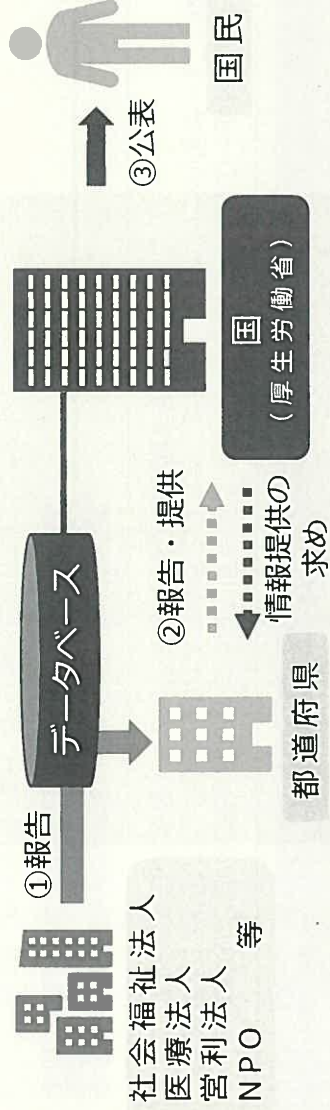 ①報告
社会福祉法人
医療法人
営利法人
NPO 等
データベース
都道府県
②報告・提供
情報提供の
求め
国
(厚生労働省)
③公表
国民